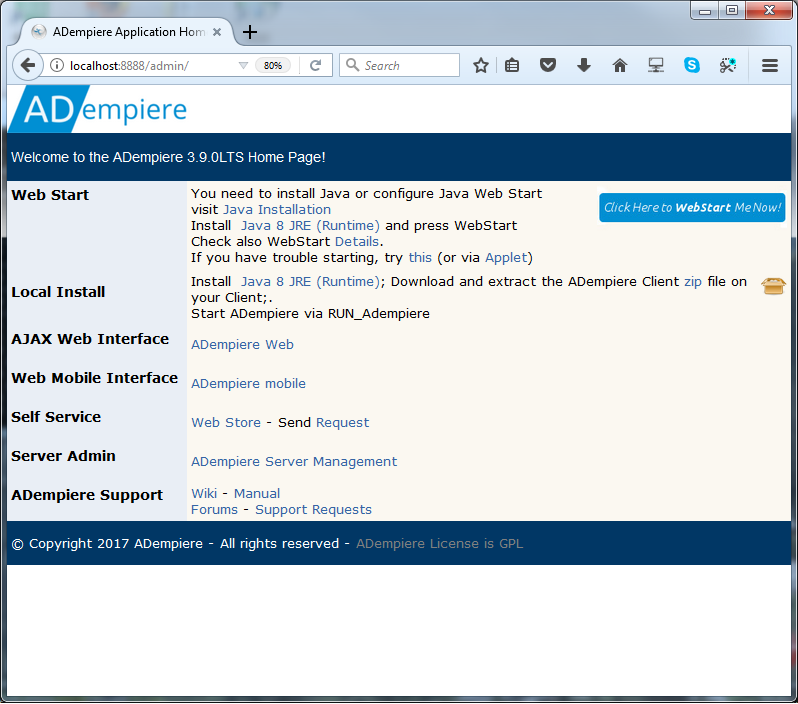 ADempiere Application Hom
localhost:8888/admin/
80%
Search
ADempiere
Welcome to the ADempiere 3.9.0LTS Home Page!
Web Start
You need to install Java or configure Java Web Start
visit Java Installation
Install Java 8 JRE (Runtime) and press WebStart
Check also WebStart Details.
If you have trouble starting, try this (or via Applet)
Click Here to WebStart Me Now!
Local Install
Install Java 8 JRE (Runtime); Download and extract the ADempiere Client zip file on
your Client;.
Start ADempiere via RUN_Adempiere
AJAX Web Interface
ADempiere Web
Web Mobile Interface
ADempiere mobile
Self Service
Web Store - Send Request
Server Admin
ADempiere Server Management
ADempiere Support
Wiki - Manual
Forums - Support Requests
© Copyright 2017 ADempiere - All rights reserved - ADempiere License is GPL